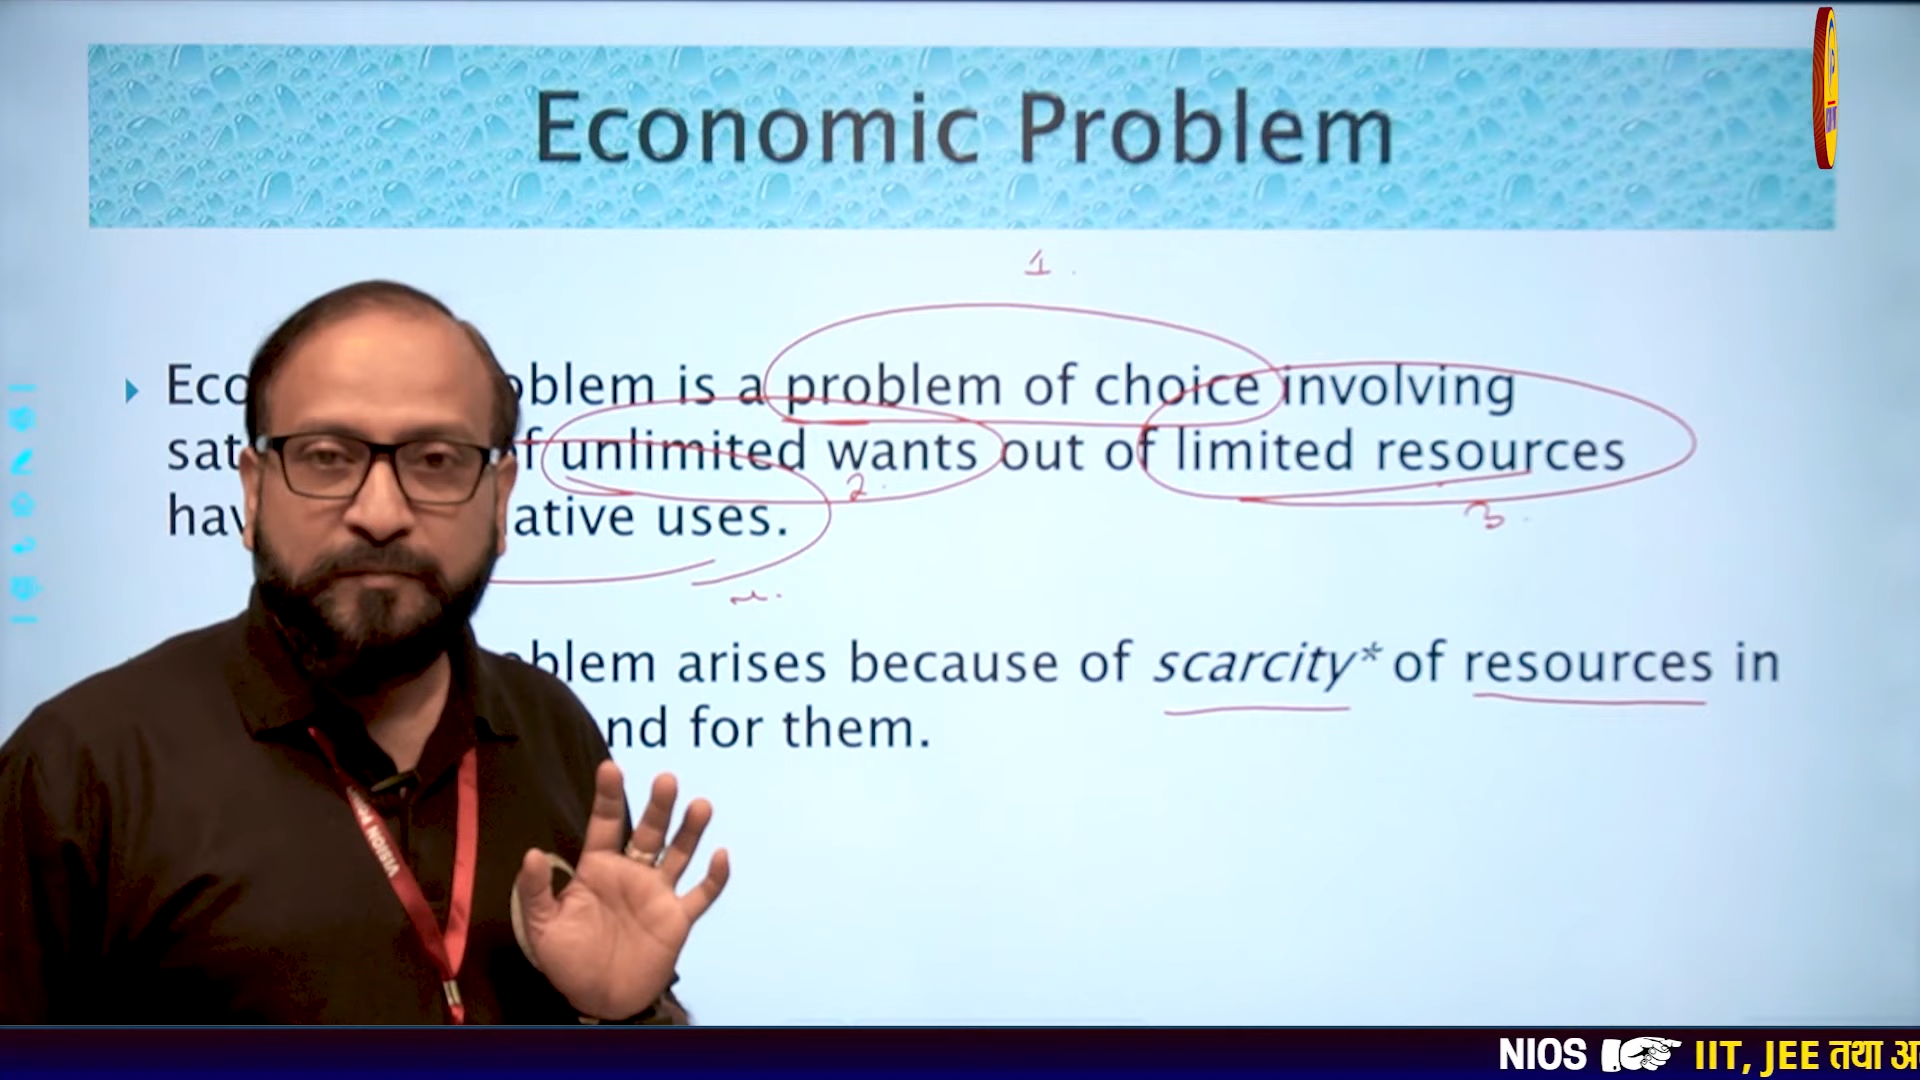 Economic Problem
1.
Eco oblem is a problem of choice involving
sat f unlimited wants out of limited resources
2.
hav ative uses.
3.
oblem arises because of scarcity* of resources in
nd for them.
VISION
NIOS IIT, JEE तथा अ